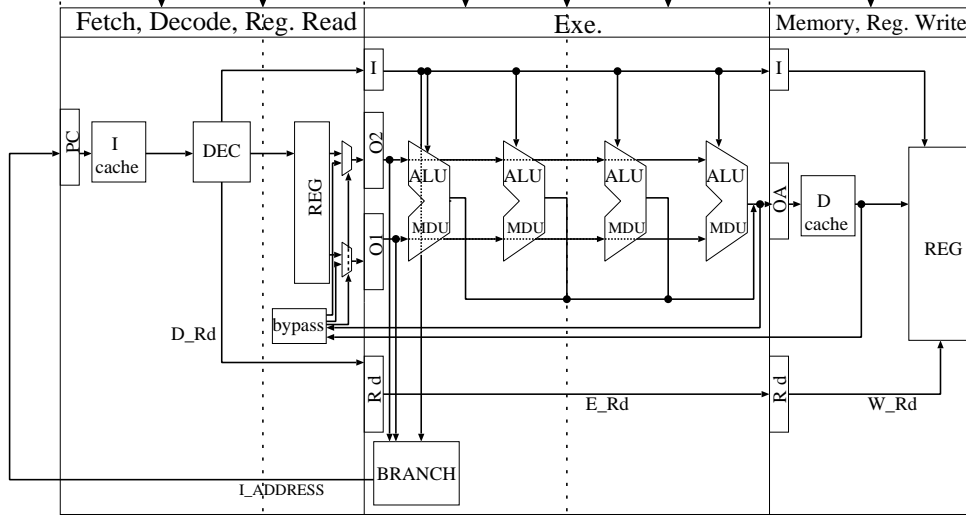 Fetch, Decode, Reg. Read
Exe.
Memory, Reg. Write
I
I
PC
I
cache
DEC
REG
O2
O1
ALU
MDU
ALU
MDU
ALU
MDU
ALU
MDU
OA
D
cache
REG
bypass
D_Rd
R d
E_Rd
R d
W_Rd
BRANCH
I_ADDRESS